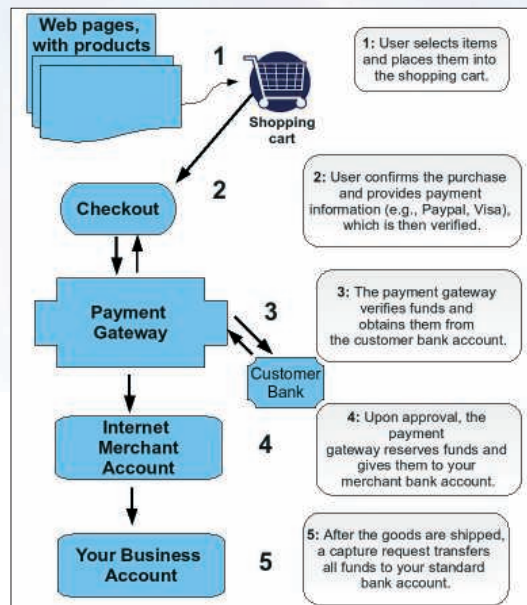 Web pages,
with products
1
Shopping
cart
1: User selects items
and places them into
the shopping cart.
2
Checkout
2: User confirms the purchase
and provides payment
information (e.g., Paypal, Visa),
which is then verified.
Payment
Gateway
3
Customer
Bank
3: The payment gateway
verifies funds and
obtains them from
the customer bank account.
Internet
Merchant
Account
4
4: Upon approval, the
payment
gateway reserves funds and
gives them to your
merchant bank account.
Your Business
Account
5
5: After the goods are shipped,
a capture request transfers
all funds to your standard
bank account.